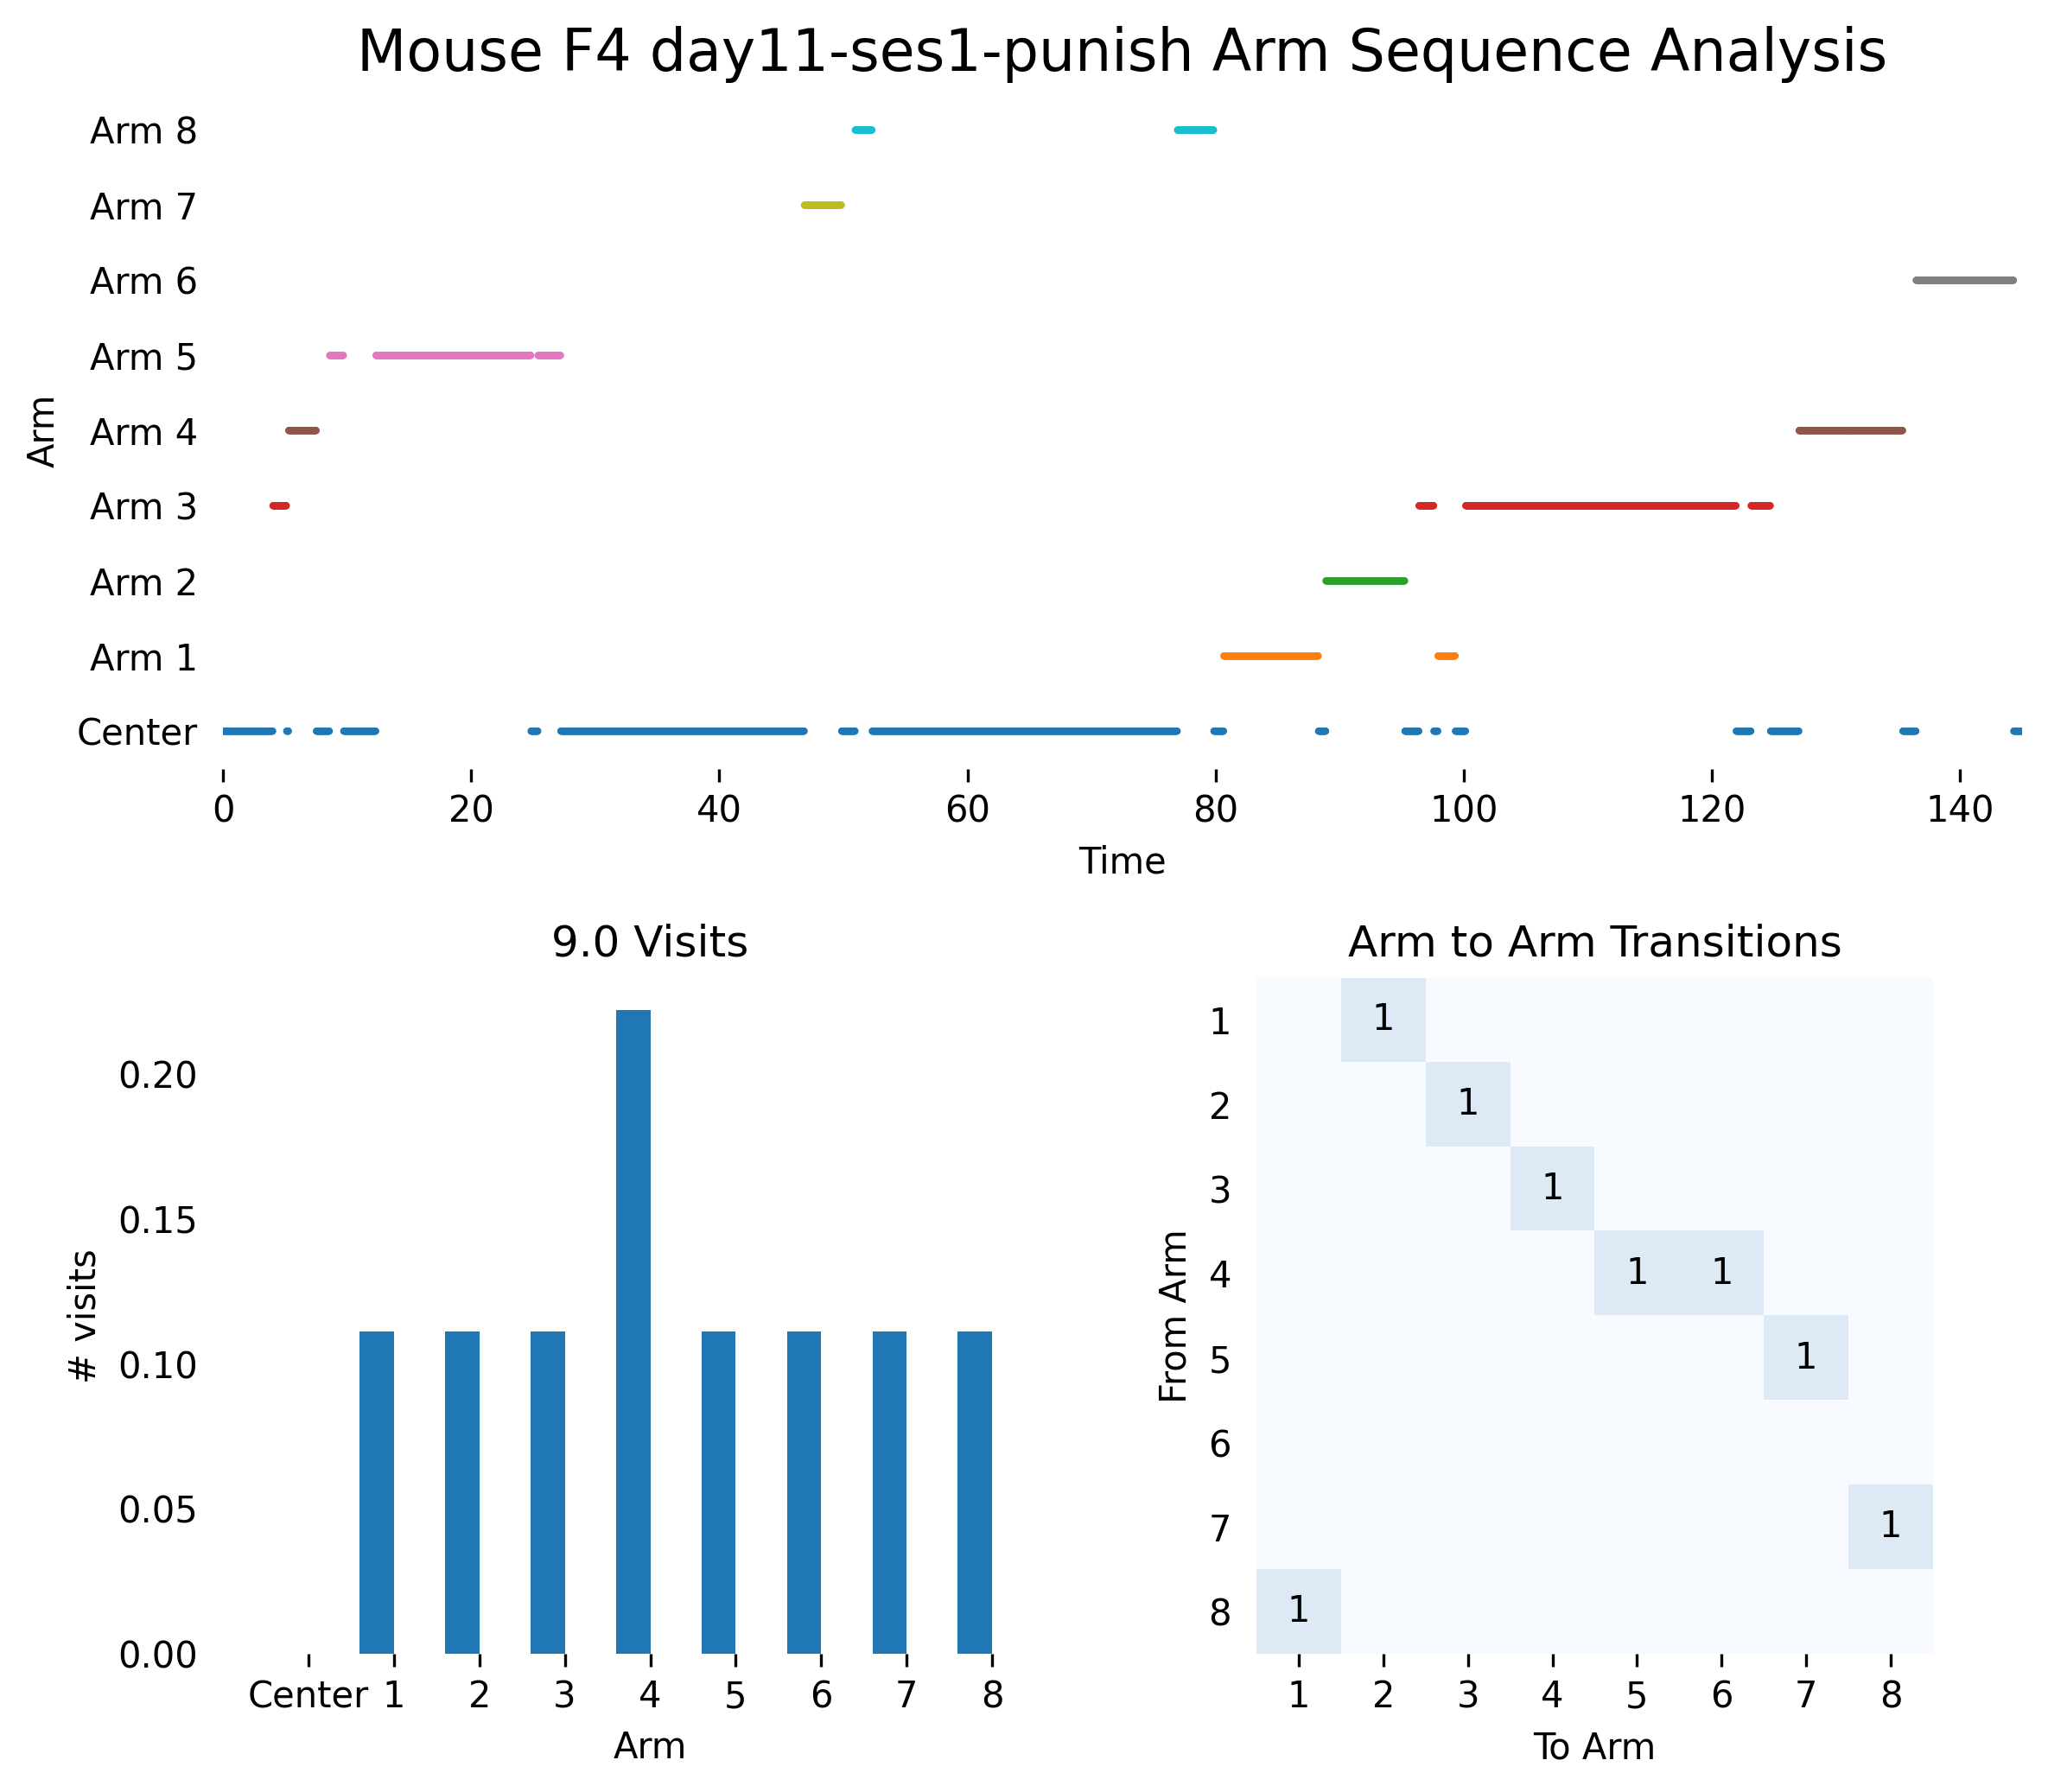 Mouse F4 day11-ses1-punish Arm Sequence Analysis
Arm 8
Arm 7
Arm 6
Arm 5
Arm 4
Arm 3
Arm 2
Arm 1
Center
Arm
0 20 40 60 80 100 120 140
Time
9.0 Visits
0.20
0.15
0.10
0.05
0.00
# visits
Center 1 2 3 4 5 6 7 8
Arm
Arm to Arm Transitions
1 1
2 1
3 1
4 1 1
5 1
6
7 1
8 1
From Arm
1 2 3 4 5 6 7 8
To Arm